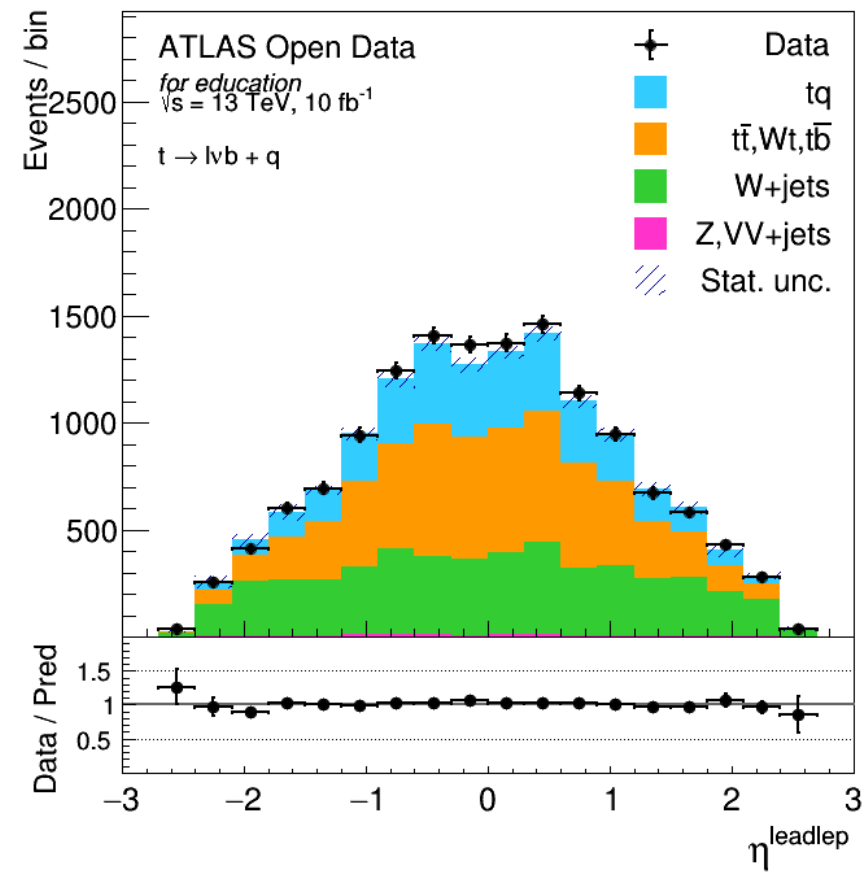 Events / bin
2500
2000
1500
1000
500
ATLAS Open Data
for education
√s = 13 TeV, 10 fb⁻¹
t → lνb + q
Data
tq
tt̅,Wt,tb̅
W+jets
Z,VV+jets
Stat. unc.
Data / Pred
1.5
1
0.5
−3 −2 −1 0 1 2 3
η^leadlep